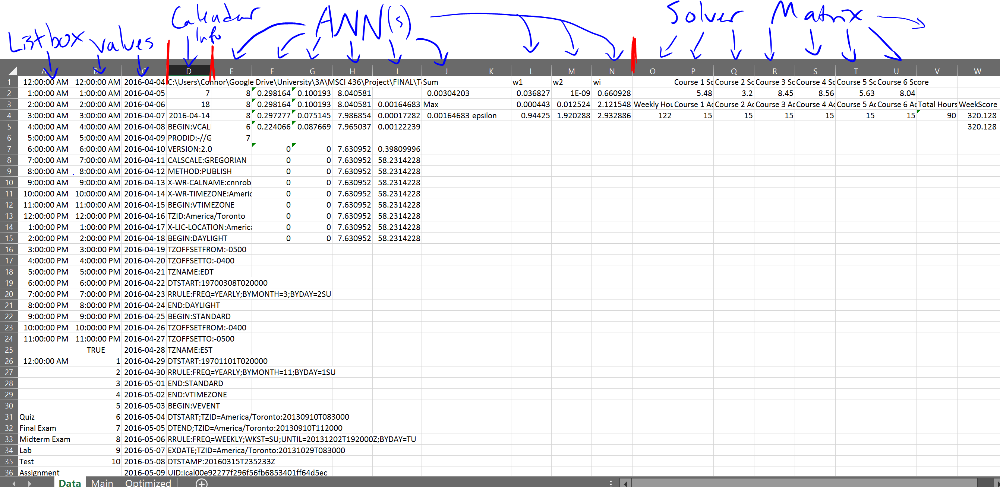 Listbox values Calendar Info ANN(s) Solver Matrix
A B C D E F G H I J K L M N O P Q R S T U V W
1 12:00:00 AM 12:00:00 AM 2016-04-04 C:\Users\Connor\Google Drive\University\3A\MSCI 436\Project\FINAL\T Sum w1 w2 wi Course 1 Sc Course 2 Sc Course 3 Sc Course 4 Sc Course 5 Sc Course 6 Score
2 1:00:00 AM 1:00:00 AM 2016-04-05 7 8 0.298164 0.100193 8.040581 0.00304203 0.036827 1E-09 0.660928 5.48 3.2 8.45 8.56 5.63 8.04
3 2:00:00 AM 2:00:00 AM 2016-04-06 18 8 0.298164 0.100193 8.040581 0.00164683 Max 0.000443 0.012524 2.121548 Weekly Hou Course 1 Ac Course 2 Ac Course 3 Ac Course 4 Ac Course 5 Ac Course 6 Ac Total Hours WeekScore
4 3:00:00 AM 3:00:00 AM 2016-04-07 2016-04-14 8 0.297277 0.075145 7.986854 0.00017282 0.00164683 epsilon 0.94425 1.920288 2.932886 122 15 15 15 15 15 15 90 320.128
5 4:00:00 AM 4:00:00 AM 2016-04-08 BEGIN:VCAL 6 0.224066 0.087669 7.965037 0.00122239 320.128
6 5:00:00 AM 5:00:00 AM 2016-04-09 PRODID:-//G 7
7 6:00:00 AM 6:00:00 AM 2016-04-10 VERSION:2.0 0 0 7.630952 0.39809996
8 7:00:00 AM 7:00:00 AM 2016-04-11 CALSCALE:GREGORIAN 0 0 7.630952 58.2314228
9 8:00:00 AM 8:00:00 AM 2016-04-12 METHOD:PUBLISH 0 0 7.630952 58.2314228
10 9:00:00 AM 9:00:00 AM 2016-04-13 X-WR-CALNAME:cnnrob 0 0 7.630952 58.2314228
11 10:00:00 AM 10:00:00 AM 2016-04-14 X-WR-TIMEZONE:Americ 0 0 7.630952 58.2314228
12 11:00:00 AM 11:00:00 AM 2016-04-15 BEGIN:VTIMEZONE 0 0 7.630952 58.2314228
13 12:00:00 PM 12:00:00 PM 2016-04-16 TZID:America/Toronto 0 0 7.630952 58.2314228
14 1:00:00 PM 1:00:00 PM 2016-04-17 X-LIC-LOCATION:Americ 0 0 7.630952 58.2314228
15 2:00:00 PM 2:00:00 PM 2016-04-18 BEGIN:DAYLIGHT 0 0 7.630952 58.2314228
16 3:00:00 PM 3:00:00 PM 2016-04-19 TZOFFSETFROM:-0500
17 4:00:00 PM 4:00:00 PM 2016-04-20 TZOFFSETTO:-0400
18 5:00:00 PM 5:00:00 PM 2016-04-21 TZNAME:EDT
19 6:00:00 PM 6:00:00 PM 2016-04-22 DTSTART:19700308T020000
20 7:00:00 PM 7:00:00 PM 2016-04-23 RRULE:FREQ=YEARLY;BYMONTH=3;BYDAY=2SU
21 8:00:00 PM 8:00:00 PM 2016-04-24 END:DAYLIGHT
22 9:00:00 PM 9:00:00 PM 2016-04-25 BEGIN:STANDARD
23 10:00:00 PM 10:00:00 PM 2016-04-26 TZOFFSETFROM:-0400
24 11:00:00 PM 11:00:00 PM 2016-04-27 TZOFFSETTO:-0500
25 TRUE 2016-04-28 TZNAME:EST
26 12:00:00 AM 1 2016-04-29 DTSTART:19701101T020000
27 2 2016-04-30 RRULE:FREQ=YEARLY;BYMONTH=11;BYDAY=1SU
28 3 2016-05-01 END:STANDARD
29 4 2016-05-02 END:VTIMEZONE
30 5 2016-05-03 BEGIN:VEVENT
31 Quiz 6 2016-05-04 DTSTART;TZID=America/Toronto:20130910T083000
32 Final Exam 7 2016-05-05 DTEND;TZID=America/Toronto:20130910T112000
33 Midterm Exam 8 2016-05-06 RRULE:FREQ=WEEKLY;WKST=SU;UNTIL=20131202T192000Z;BYDAY=TU
34 Lab 9 2016-05-07 EXDATE;TZID=America/Toronto:20131029T083000
35 Test 10 2016-05-08 DTSTAMP:20160315T235233Z
36 Assignment 2016-05-09 UID:Ical00e92277f296f56fb6853401ff64d5ec
Data Main Optimized